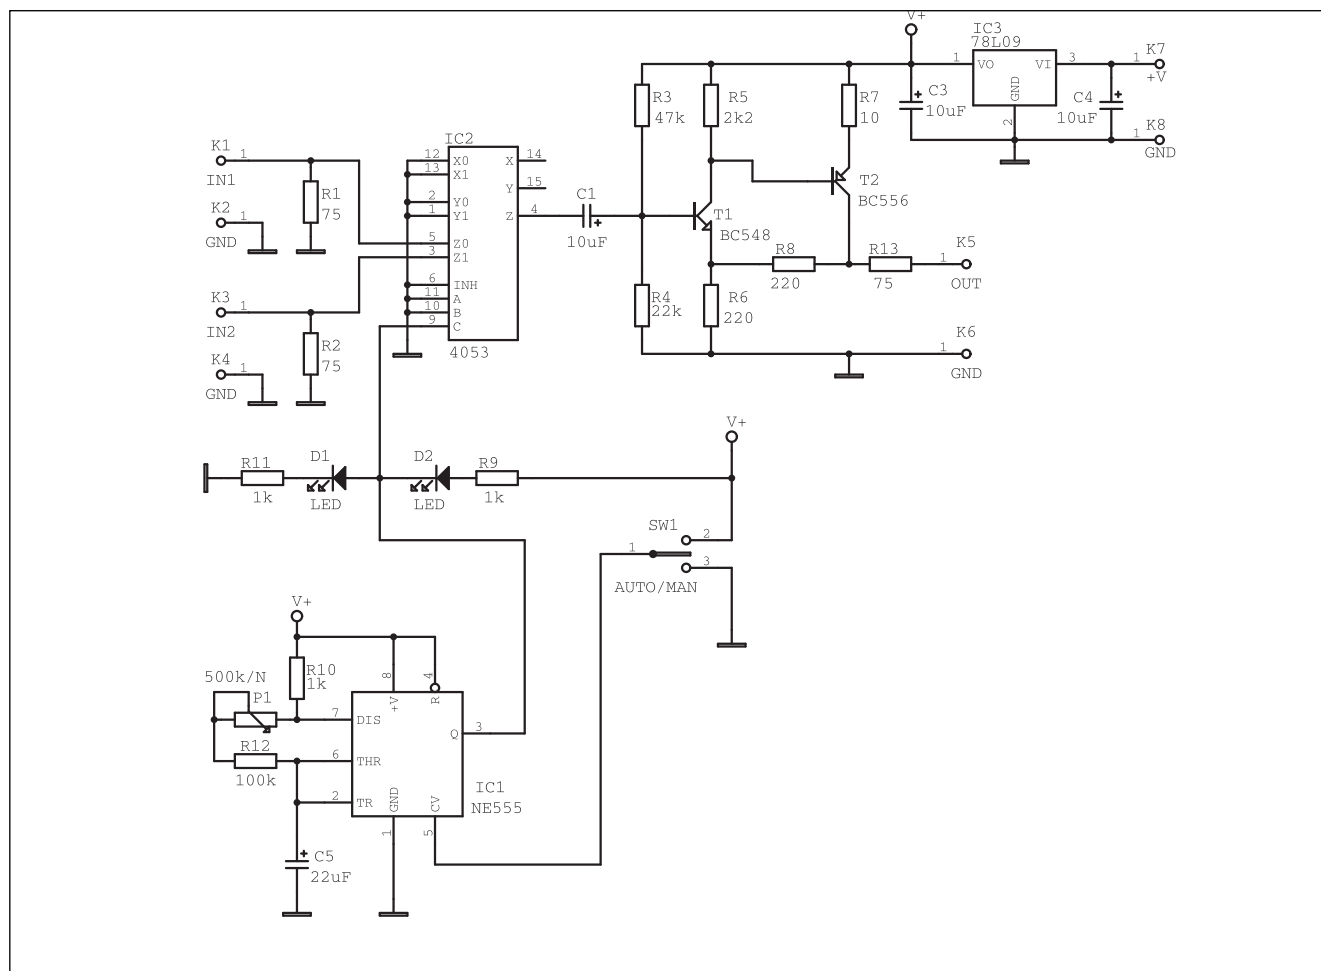 V+
IC3
78L09
1 VO VI 3
GND
2
K7
1
+V
C3
+
10uF
C4
+
10uF
K8
1
GND
R3
47k
R5
2k2
R7
10
K1
1
IN1
R1
75
K2
1
GND
IC2
12 X0 X 14
13 X1
Y 15
2 Y0
1 Y1 Z 4
5 Z0
3 Z1
6 INH
11 A
10 B
9 C
4053
C1
+
10uF
T1
BC548
T2
BC556
R8
220
R13
75
K5
1
OUT
K3
1
IN2
R2
75
K4
1
GND
R4
22k
R6
220
K6
1
GND
V+
R11
1k
D1
LED
D2
LED
R9
1k
SW1
1 2
3
AUTO/MAN
V+
500k/N
P1
R10
1k
8 4
+V R
7 DIS
Q 3
R12
100k
6 THR
2 TR
GND CV
1 5
IC1
NE555
C5
+
22uF